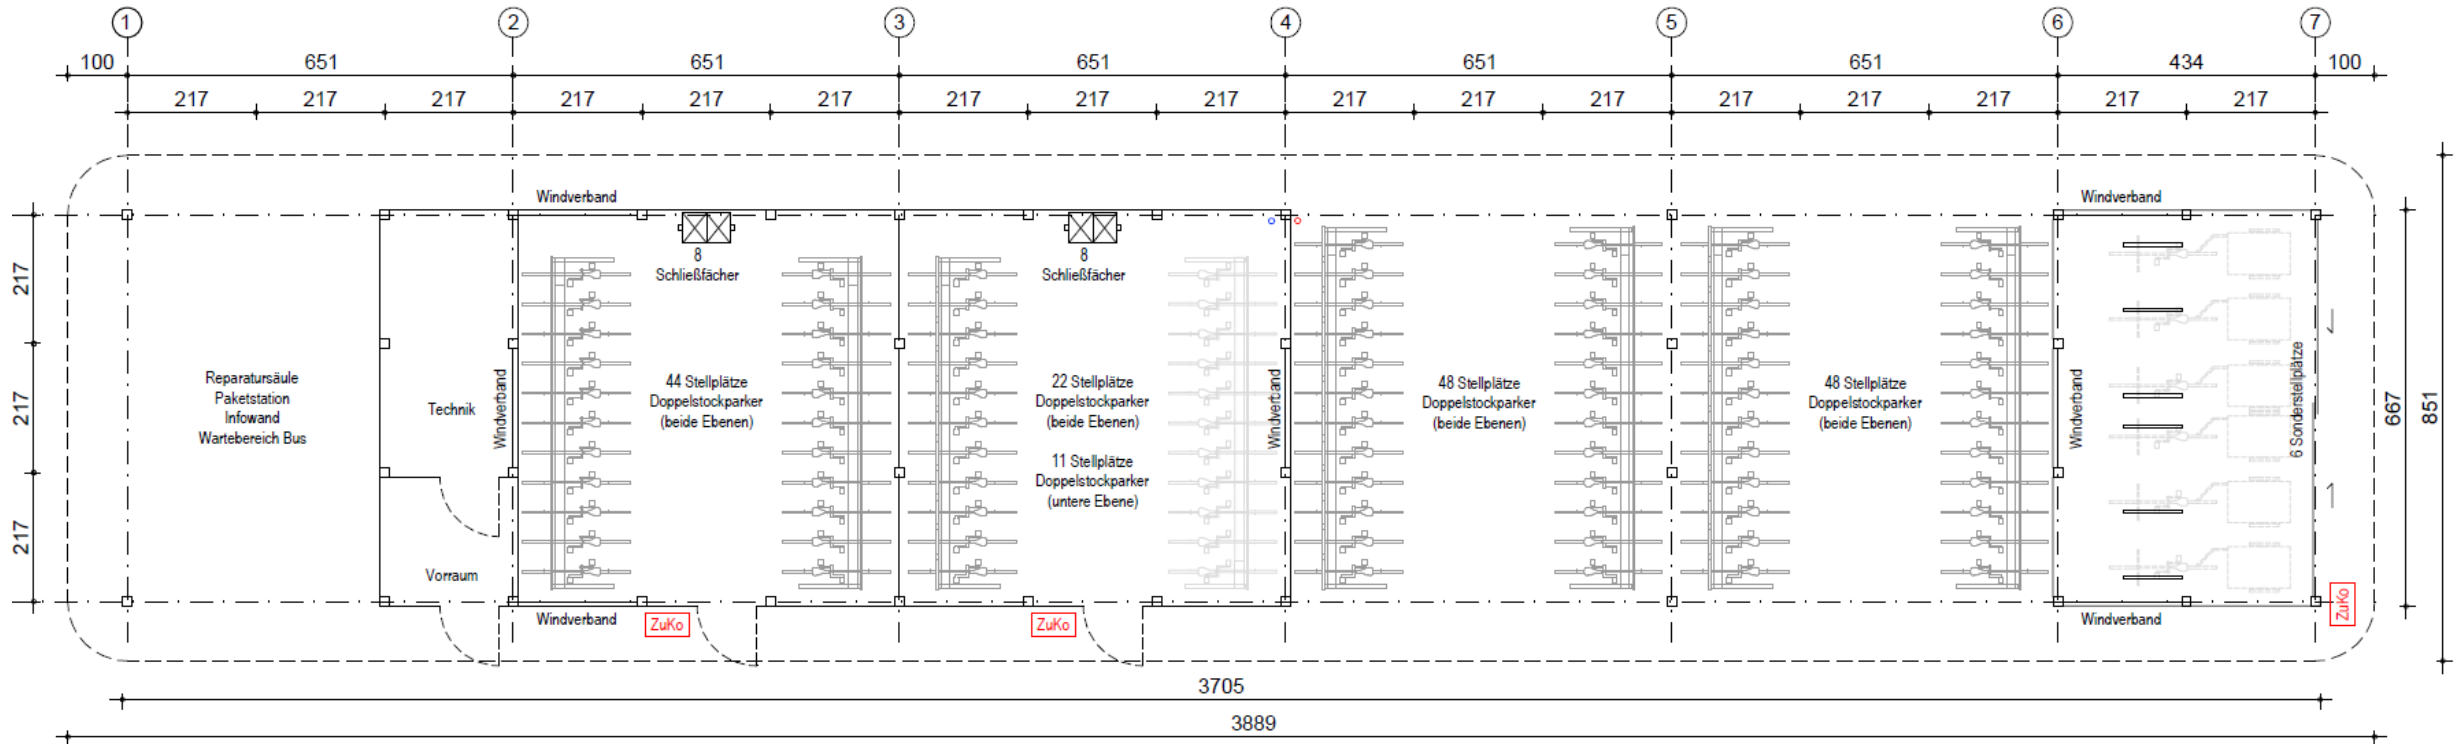 1 2 3 4 5 6 7
100 651 651 651 651 651 434 100
217 217 217 217 217 217 217 217 217 217 217 217 217 217 217 217 217
Windverband Windverband
8 8
Schließfächer Schließfächer
217
217
217
Reparatursäule
Paketstation
Infowand
Wartebereich Bus
Technik
Vorraum
Windverband
44 Stellplätze
Doppelstockparker
(beide Ebenen)
22 Stellplätze
Doppelstockparker
(beide Ebenen)
11 Stellplätze
Doppelstockparker
(untere Ebene)
Windverband
48 Stellplätze
Doppelstockparker
(beide Ebenen)
48 Stellplätze
Doppelstockparker
(beide Ebenen)
Windverband
6 Sonderstellplätze
667
851
Windverband ZuKo ZuKo Windverband ZuKo
3705
3889